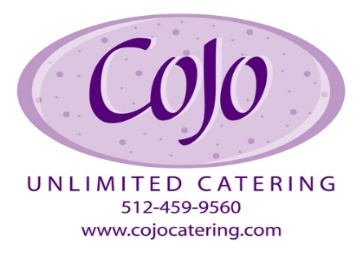 CoJo
UNLIMITED CATERING
512-459-9560
www.cojocatering.com